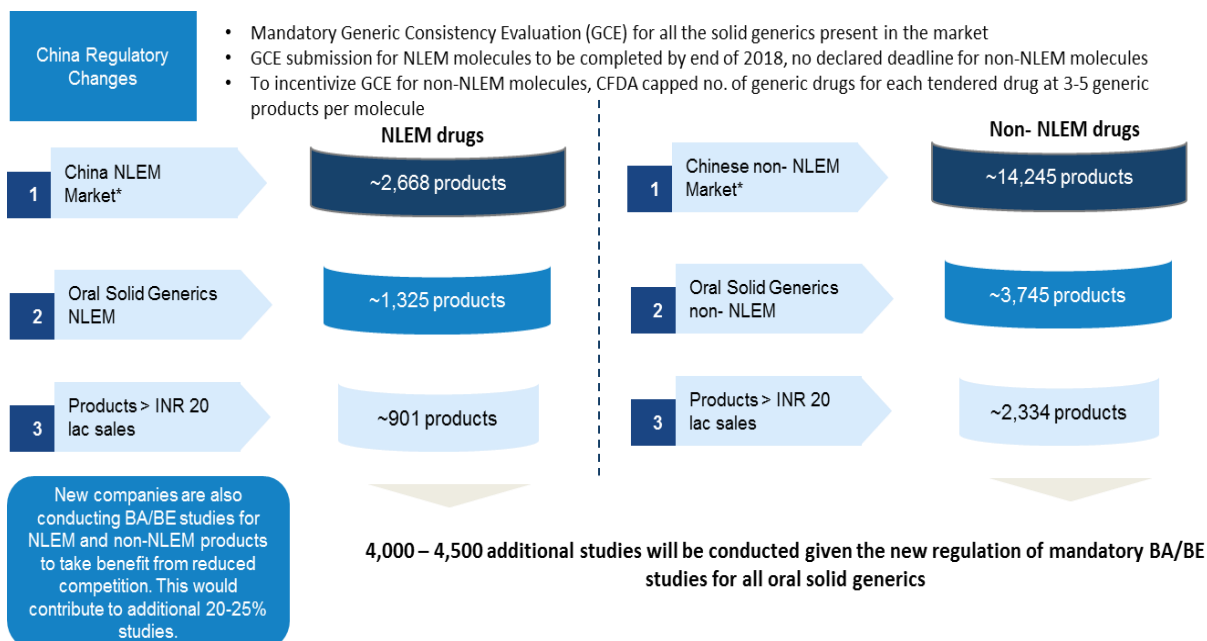 China Regulatory
Changes
• Mandatory Generic Consistency Evaluation (GCE) for all the solid generics present in the market
• GCE submission for NLEM molecules to be completed by end of 2018, no declared deadline for non-NLEM molecules
• To incentivize GCE for non-NLEM molecules, CFDA capped no. of generic drugs for each tendered drug at 3-5 generic
products per molecule
NLEM drugs
1
China NLEM
Market*
~2,668 products
2
Oral Solid Generics
NLEM
~1,325 products
3
Products > INR 20
lac sales
~901 products
Non- NLEM drugs
1
Chinese non- NLEM
Market*
~14,245 products
2
Oral Solid Generics
non- NLEM
~3,745 products
3
Products > INR 20
lac sales
~2,334 products
New companies are also
conducting BA/BE studies for
NLEM and non-NLEM products
to take benefit from reduced
competition. This would
contribute to additional 20-25%
studies.
4,000 – 4,500 additional studies will be conducted given the new regulation of mandatory BA/BE
studies for all oral solid generics